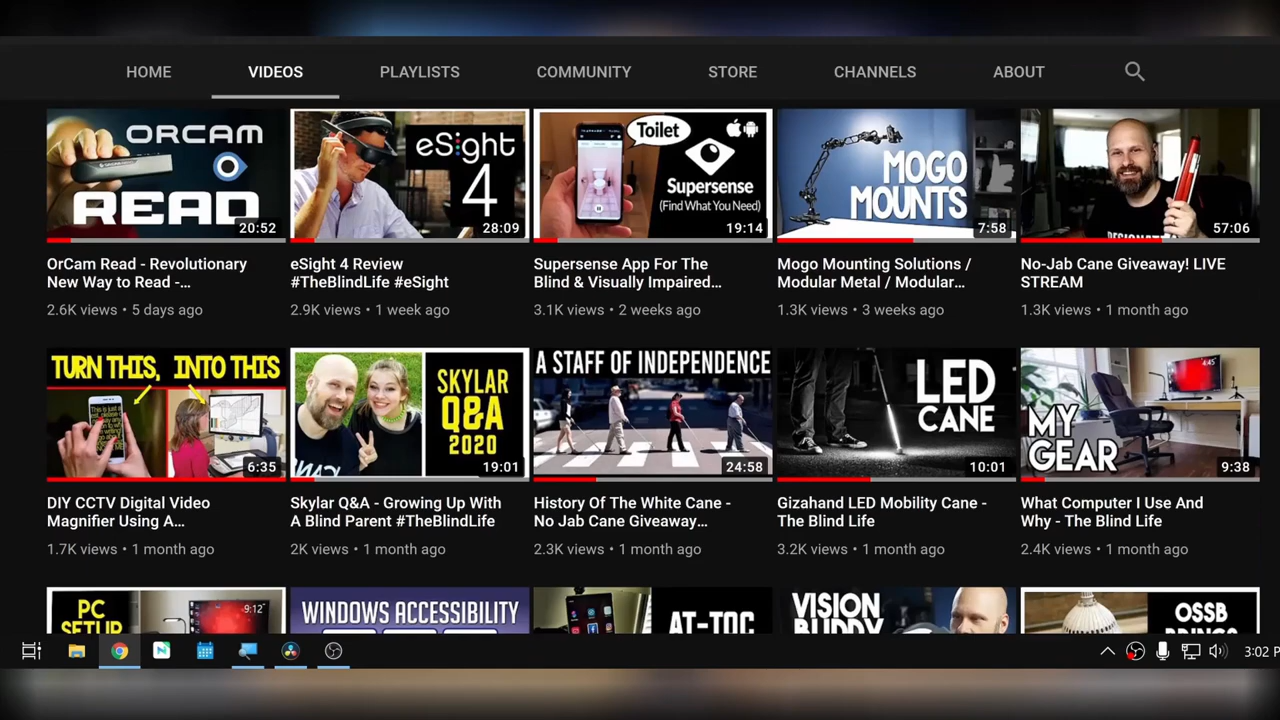 HOME VIDEOS PLAYLISTS COMMUNITY STORE CHANNELS ABOUT
ORCAM
READ
20:52
eSight
4
28:09
Toilet
Supersense
(Find What You Need)
19:14
MOGO
MOUNTS
7:58
57:06
OrCam Read - Revolutionary
New Way to Read -...
2.6K views • 5 days ago
eSight 4 Review
#TheBlindLife #eSight
2.9K views • 1 week ago
Supersense App For The
Blind & Visually Impaired...
3.1K views • 2 weeks ago
Mogo Mounting Solutions /
Modular Metal / Modular...
1.3K views • 3 weeks ago
No-Jab Cane Giveaway! LIVE
STREAM
1.3K views • 1 month ago
TURN THIS, INTO THIS
6:35
SKYLAR
Q&A
2020
19:01
A STAFF OF INDEPENDENCE
24:58
LED
CANE
10:01
MY
GEAR
4:45
9:38
DIY CCTV Digital Video
Magnifier Using A...
1.7K views • 1 month ago
Skylar Q&A - Growing Up With
A Blind Parent #TheBlindLife
2K views • 1 month ago
History Of The White Cane -
No Jab Cane Giveaway...
2.3K views • 1 month ago
Gizahand LED Mobility Cane -
The Blind Life
3.2K views • 1 month ago
What Computer I Use And
Why - The Blind Life
2.4K views • 1 month ago
PC
SETUP
WINDOWS ACCESSIBILITY
AT-TOC
VISION
BUDDY
OSSB
BRINGS
3:02 P